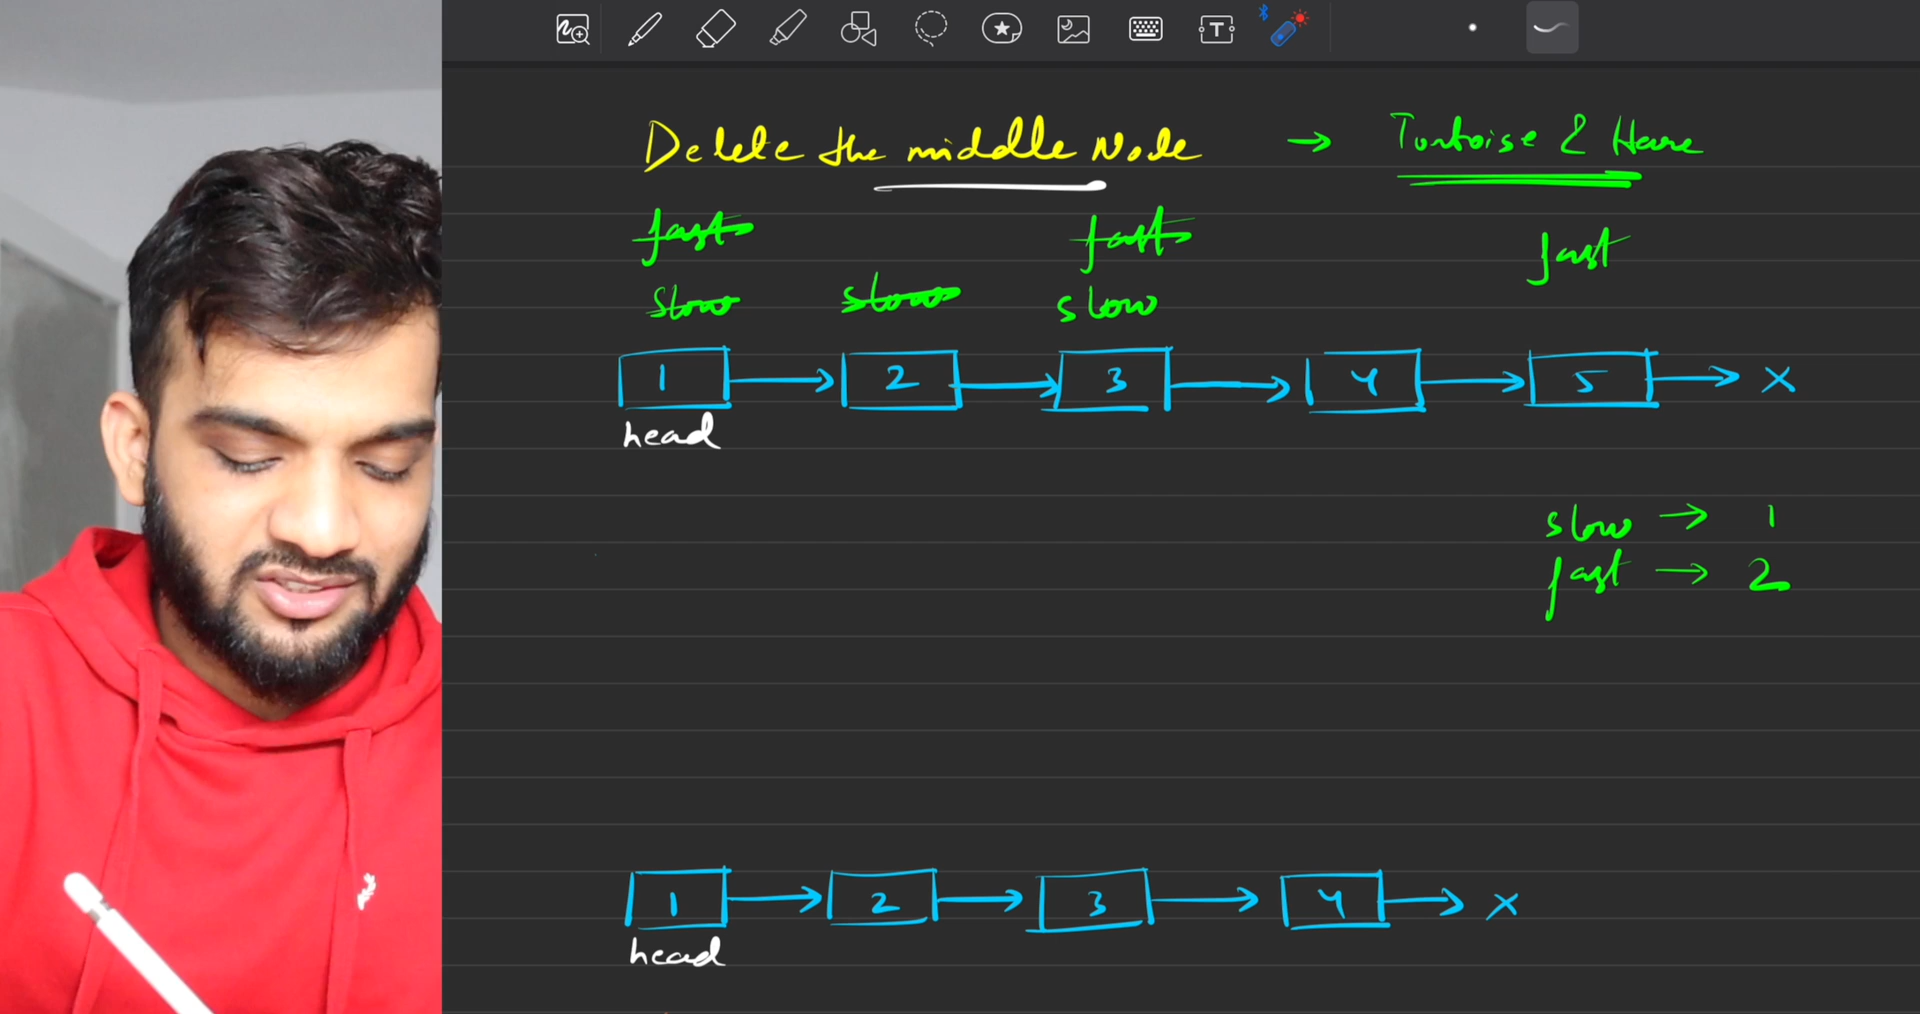 Delete the middle Node → Tortoise & Hare
fast fast fast
slow slow slow
1 → 2 → 3 → 4 → 5 → X
head
slow → 1
fast → 2
1 → 2 → 3 → 4 → X
head